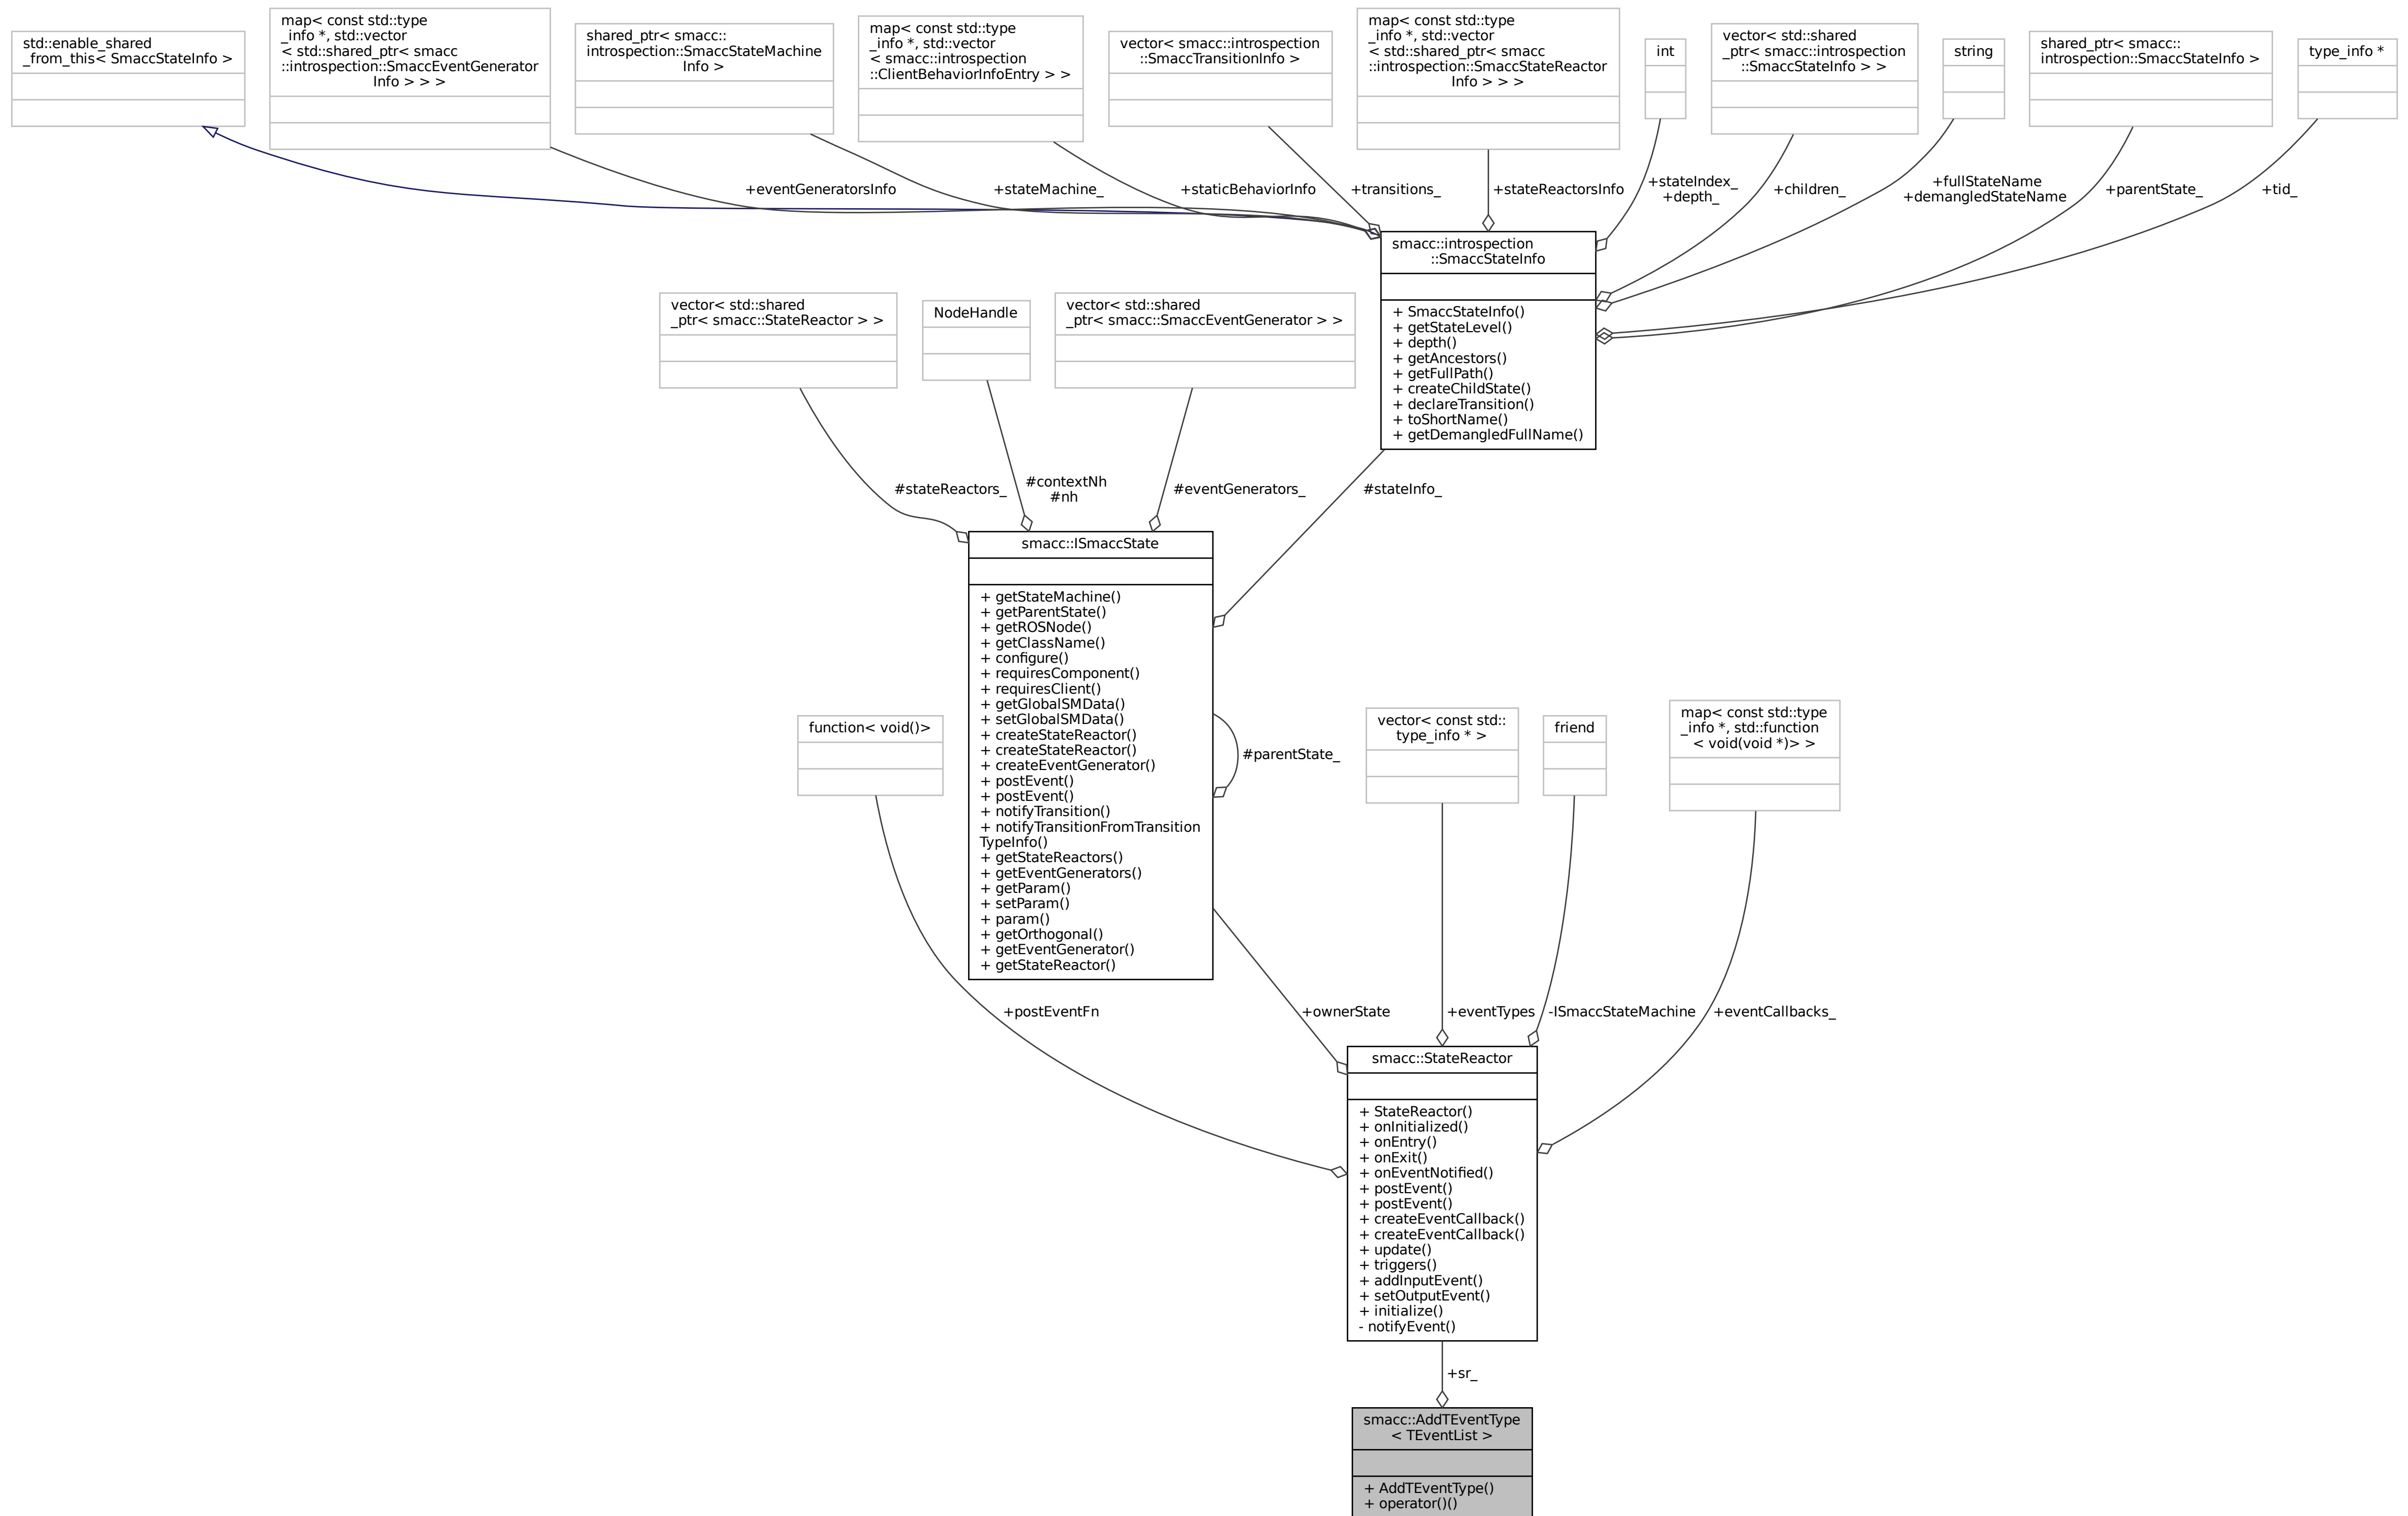 std::enable_shared
_from_this< SmaccStateInfo >
map< const std::type
_info *, std::vector
< std::shared_ptr< smacc
::introspection::SmaccEventGenerator
Info > > >
shared_ptr< smacc::
introspection::SmaccStateMachine
Info >
map< const std::type
_info *, std::vector
< smacc::introspection
::ClientBehaviorInfoEntry > >
vector< smacc::introspection
::SmaccTransitionInfo >
map< const std::type
_info *, std::vector
< std::shared_ptr< smacc
::introspection::SmaccStateReactor
Info > > >
int
vector< std::shared
_ptr< smacc::introspection
::SmaccStateInfo > >
string
shared_ptr< smacc::
introspection::SmaccStateInfo >
type_info *
+eventGeneratorsInfo
+stateMachine_
+staticBehaviorInfo
+transitions_
+stateReactorsInfo
+stateIndex_
+depth_
+children_
+fullStateName
+demangledStateName
+parentState_
+tid_
smacc::introspection
::SmaccStateInfo
+ SmaccStateInfo()
+ getStateLevel()
+ depth()
+ getAncestors()
+ getFullPath()
+ createChildState()
+ declareTransition()
+ toShortName()
+ getDemangledFullName()
vector< std::shared
_ptr< smacc::StateReactor > >
NodeHandle
vector< std::shared
_ptr< smacc::SmaccEventGenerator > >
#stateReactors_
#contextNh
#nh
#eventGenerators_
#stateInfo_
smacc::ISmaccState
+ getStateMachine()
+ getParentState()
+ getROSNode()
+ getClassName()
+ configure()
+ requiresComponent()
+ requiresClient()
+ getGlobalSMData()
+ setGlobalSMData()
+ createStateReactor()
+ createStateReactor()
+ createEventGenerator()
+ postEvent()
+ postEvent()
+ notifyTransition()
+ notifyTransitionFromTransition
TypeInfo()
+ getStateReactors()
+ getEventGenerators()
+ getParam()
+ setParam()
+ param()
+ getOrthogonal()
+ getEventGenerator()
+ getStateReactor()
#parentState_
function< void()>
vector< const std::
type_info * >
friend
map< const std::type
_info *, std::function
< void(void *)> >
+postEventFn
+ownerState
+eventTypes
-ISmaccStateMachine
+eventCallbacks_
smacc::StateReactor
+ StateReactor()
+ onInitialized()
+ onEntry()
+ onExit()
+ onEventNotified()
+ postEvent()
+ postEvent()
+ createEventCallback()
+ createEventCallback()
+ update()
+ triggers()
+ addInputEvent()
+ setOutputEvent()
+ initialize()
- notifyEvent()
+sr_
smacc::AddTEventType
< TEventList >
+ AddTEventType()
+ operator()()